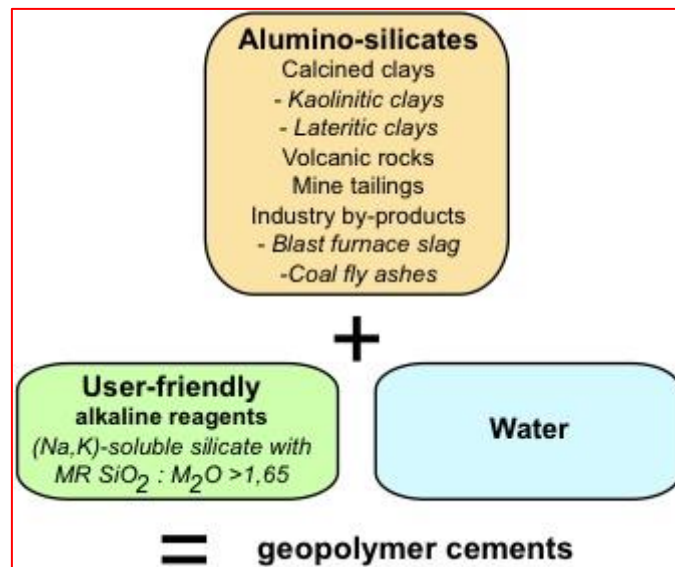 Alumino-silicates
Calcined clays
- Kaolinitic clays
- Lateritic clays
Volcanic rocks
Mine tailings
Industry by-products
- Blast furnace slag
-Coal fly ashes
+
User-friendly
alkaline reagents
(Na,K)-soluble silicate with
MR SiO₂ : M₂O >1,65
Water
= geopolymer cements